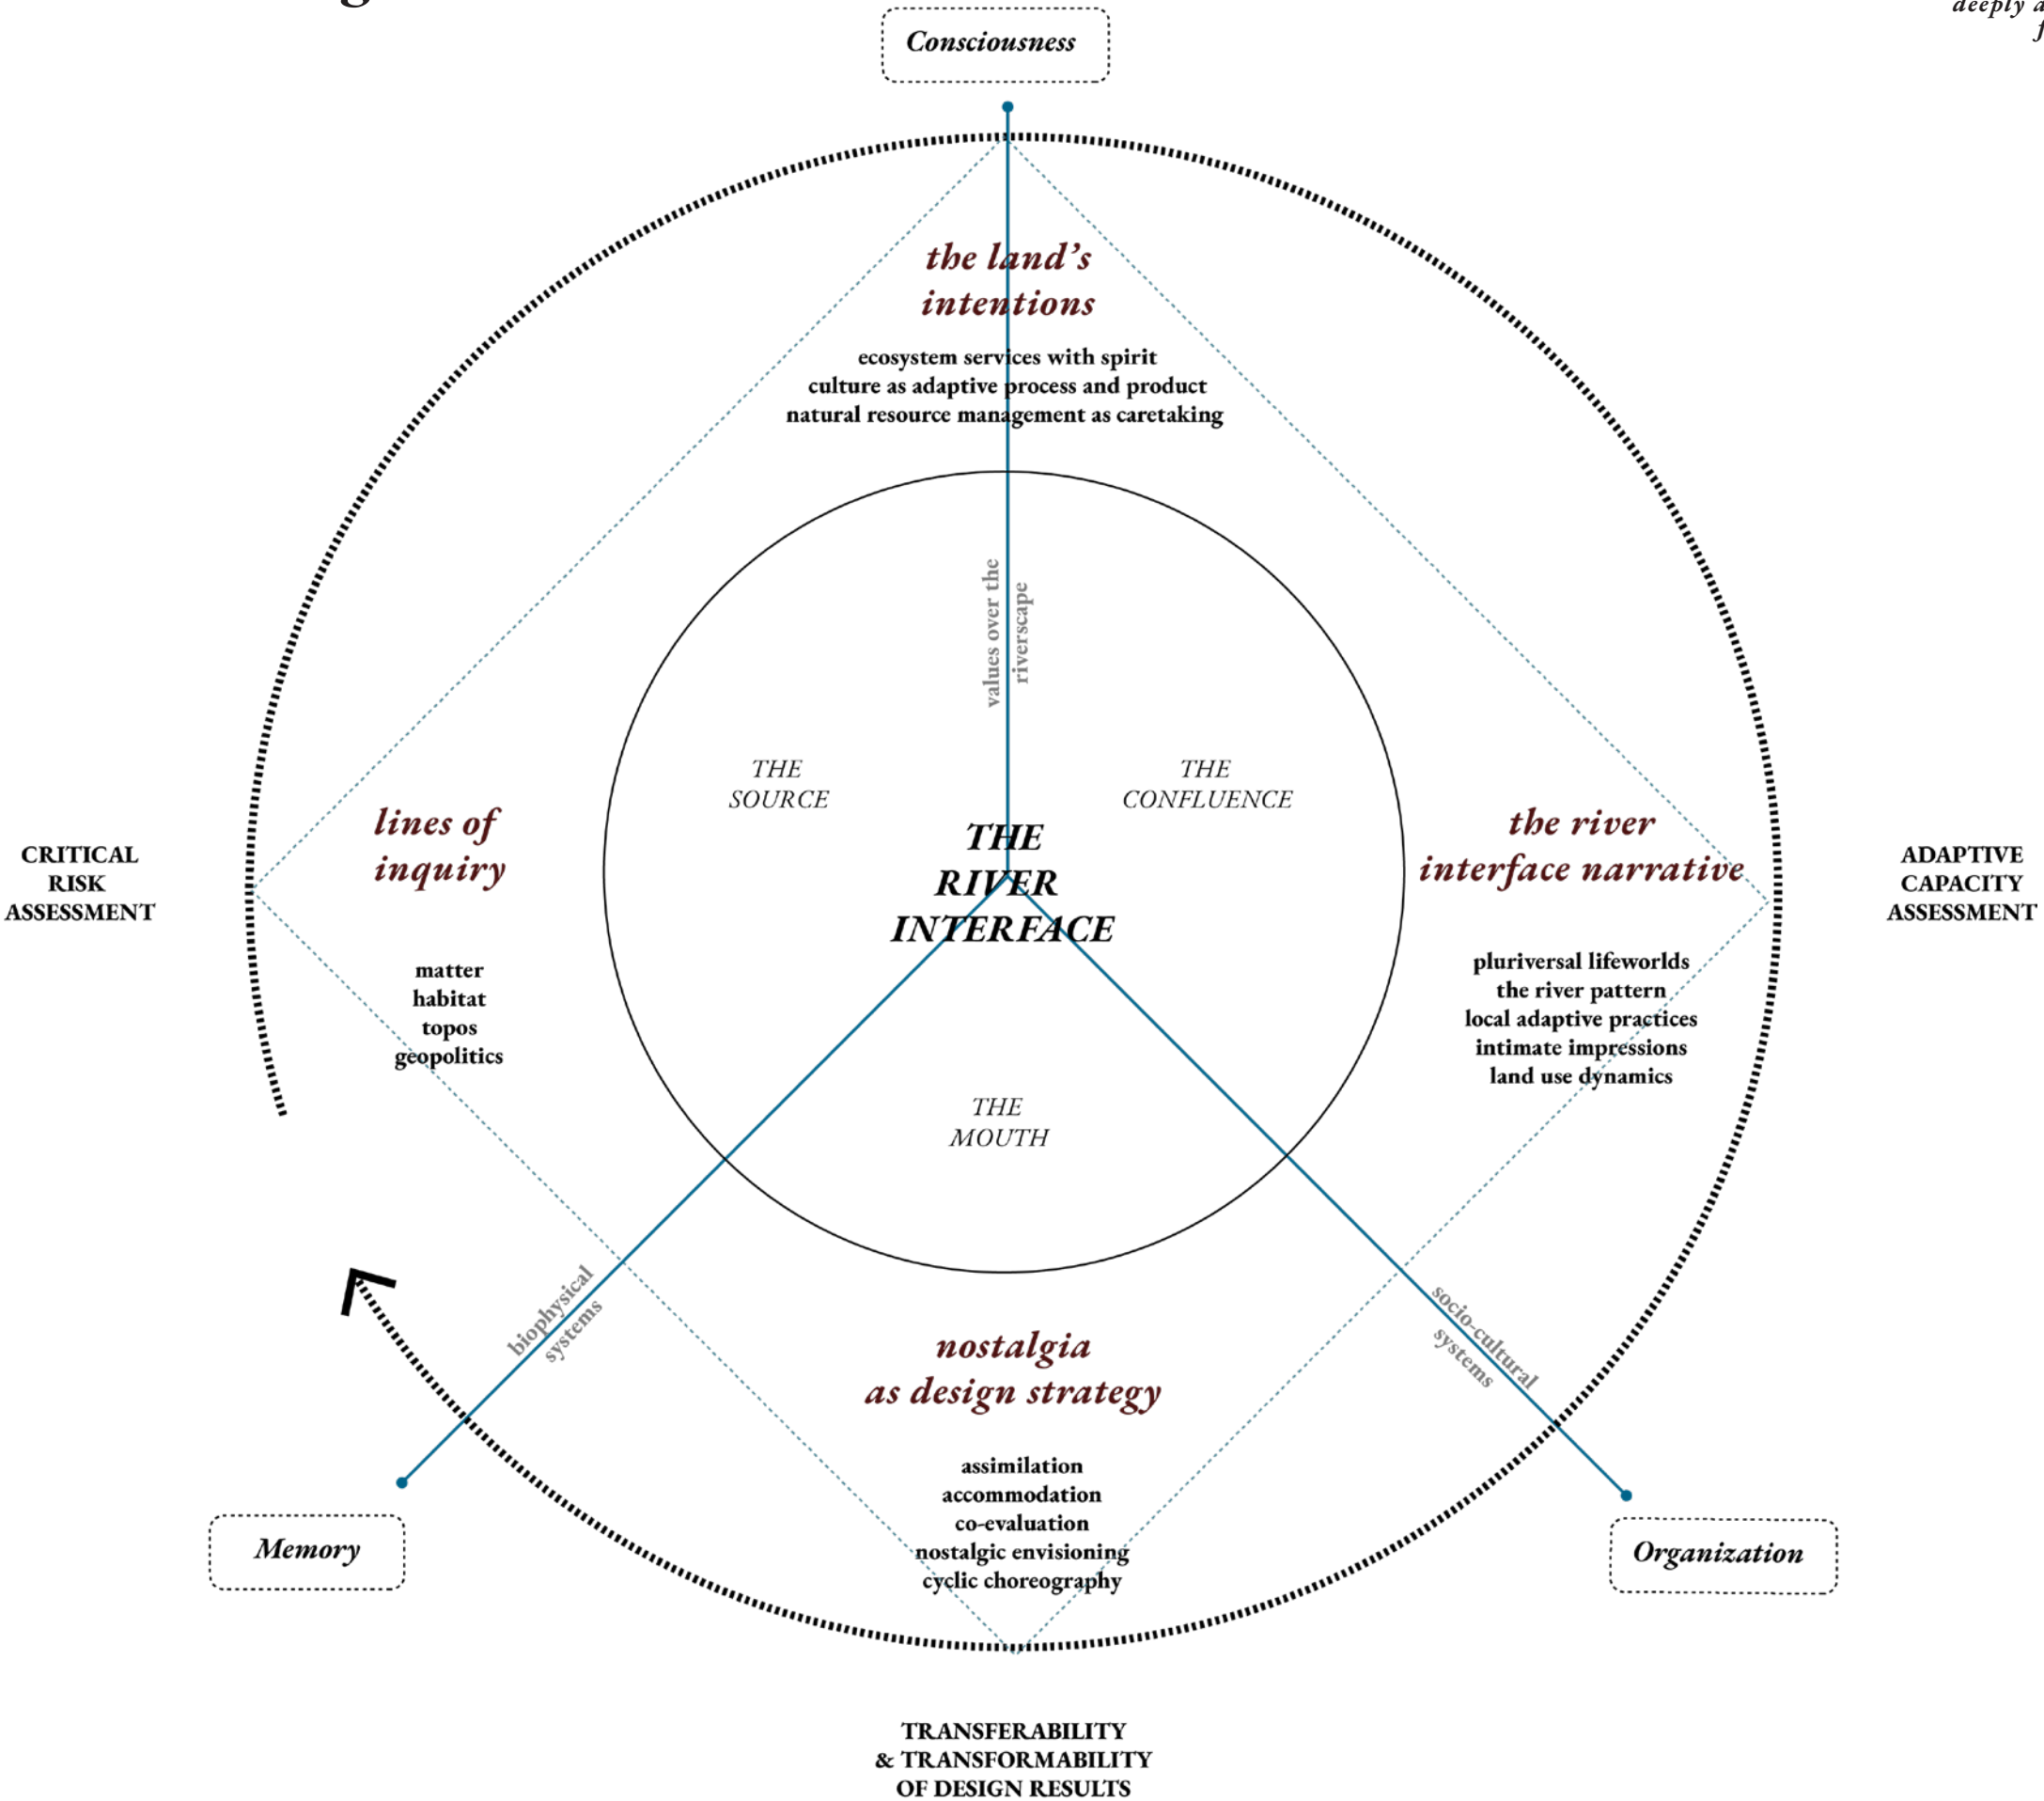 deeply
Consciousness
the land's
intentions
ecosystem services with spirit
culture as adaptive process and product
natural resource management as caretaking
values over the
riverscape
THE
SOURCE
THE
CONFLUENCE
THE
RIVER
INTERFACE
lines of
inquiry
matter
habitat
topos
geopolitics
CRITICAL
RISK
ASSESSMENT
the river
interface narrative
pluriversal lifeworlds
the river pattern
local adaptive practices
intimate impressions
land use dynamics
ADAPTIVE
CAPACITY
ASSESSMENT
THE
MOUTH
biophysical
systems
socio-cultural
systems
nostalgia
as design strategy
assimilation
accommodation
co-evaluation
nostalgic envisioning
cyclic choreography
Memory
Organization
TRANSFERABILITY
& TRANSFORMABILITY
OF DESIGN RESULTS